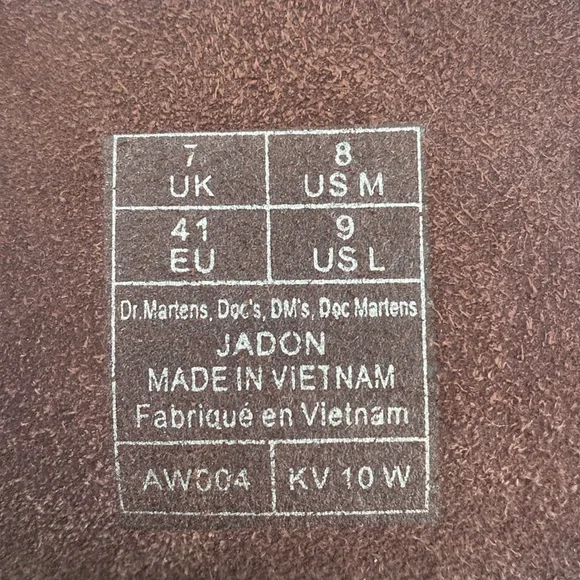 7 8
UK US M
41 9
EU US L
Dr.Martens, Doc's, DM's, Doc Martens
JADON
MADE IN VIETNAM
Fabriqué en Vietnam
AW004 KV 10 W